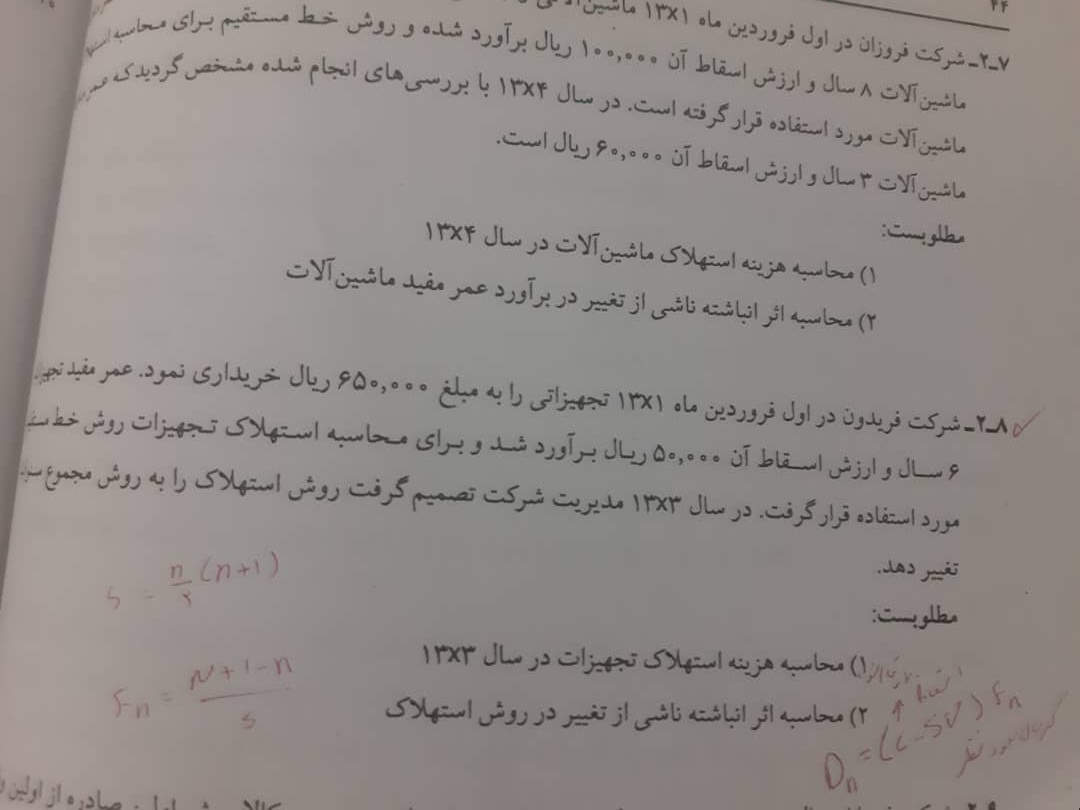 ۴۴
۷ـ۲ـ شرکت فروزان در اول فروردین ماه ۱۳X۱ ماشین‌آلاتی
ماشین‌آلات ۸ سال و ارزش اسقاط آن ۱۰۰,۰۰۰ ریال برآورد شده و روش خط مستقیم برای محاسبه
ماشین‌آلات مورد استفاده قرار گرفته است. در سال ۱۳X۴ با بررسی‌های انجام شده مشخص گردید که عمر
ماشین‌آلات ۳ سال و ارزش اسقاط آن ۶۰,۰۰۰ ریال است.
مطلوبست:
۱) محاسبه هزینه استهلاک ماشین‌آلات در سال ۱۳X۴
۲) محاسبه اثر انباشته ناشی از تغییر در برآورد عمر مفید ماشین‌آلات
۸ـ۲ـ شرکت فریدون در اول فروردین ماه ۱۳X۱ تجهیزاتی را به مبلغ ۶۵۰,۰۰۰ ریال خریداری نمود. عمر مفید
۶ سال و ارزش اسقاط آن ۵۰,۰۰۰ ریال برآورد شد و برای محاسبه استهلاک تجهیزات روش خط
مورد استفاده قرار گرفت. در سال ۱۳X۳ مدیریت شرکت تصمیم گرفت روش استهلاک را به روش مجموع
تغییر دهد.
S = n/۲ (n+1)
مطلوبست:
۱) محاسبه هزینه استهلاک تجهیزات در سال ۱۳X۳
Fn = N+1-n / S
۲) محاسبه اثر انباشته ناشی از تغییر در روش استهلاک
Dn = (C-SV) Fn